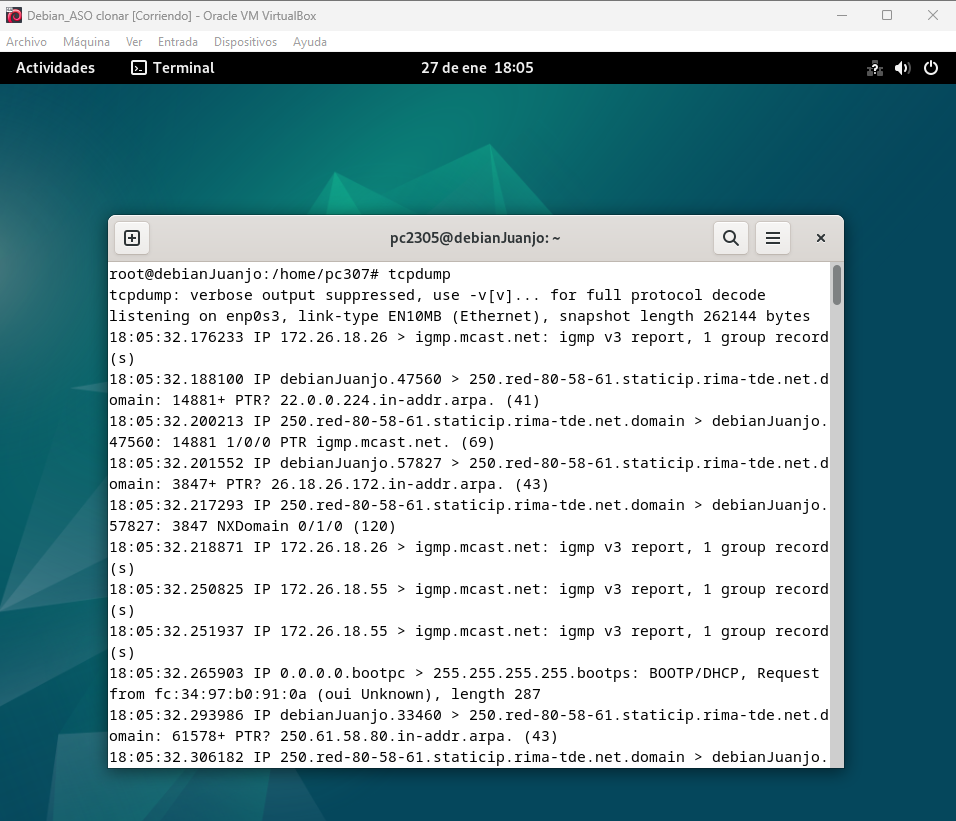 Debian_ASO clonar [Corriendo] - Oracle VM VirtualBox
Archivo Máquina Ver Entrada Dispositivos Ayuda
Actividades Terminal 27 de ene 18:05
pc2305@debianJuanjo: ~
root@debianJuanjo:/home/pc307# tcpdump
tcpdump: verbose output suppressed, use -v[v]... for full protocol decode
listening on enp0s3, link-type EN10MB (Ethernet), snapshot length 262144 bytes
18:05:32.176233 IP 172.26.18.26 > igmp.mcast.net: igmp v3 report, 1 group record
(s)
18:05:32.188100 IP debianJuanjo.47560 > 250.red-80-58-61.staticip.rima-tde.net.d
omain: 14881+ PTR? 22.0.0.224.in-addr.arpa. (41)
18:05:32.200213 IP 250.red-80-58-61.staticip.rima-tde.net.domain > debianJuanjo.
47560: 14881 1/0/0 PTR igmp.mcast.net. (69)
18:05:32.201552 IP debianJuanjo.57827 > 250.red-80-58-61.staticip.rima-tde.net.d
omain: 3847+ PTR? 26.18.26.172.in-addr.arpa. (43)
18:05:32.217293 IP 250.red-80-58-61.staticip.rima-tde.net.domain > debianJuanjo.
57827: 3847 NXDomain 0/1/0 (120)
18:05:32.218871 IP 172.26.18.26 > igmp.mcast.net: igmp v3 report, 1 group record
(s)
18:05:32.250825 IP 172.26.18.55 > igmp.mcast.net: igmp v3 report, 1 group record
(s)
18:05:32.251937 IP 172.26.18.55 > igmp.mcast.net: igmp v3 report, 1 group record
(s)
18:05:32.265903 IP 0.0.0.0.bootpc > 255.255.255.255.bootps: BOOTP/DHCP, Request
from fc:34:97:b0:91:0a (oui Unknown), length 287
18:05:32.293986 IP debianJuanjo.33460 > 250.red-80-58-61.staticip.rima-tde.net.d
omain: 61578+ PTR? 250.61.58.80.in-addr.arpa. (43)
18:05:32.306182 IP 250.red-80-58-61.staticip.rima-tde.net.domain > debianJuanjo.